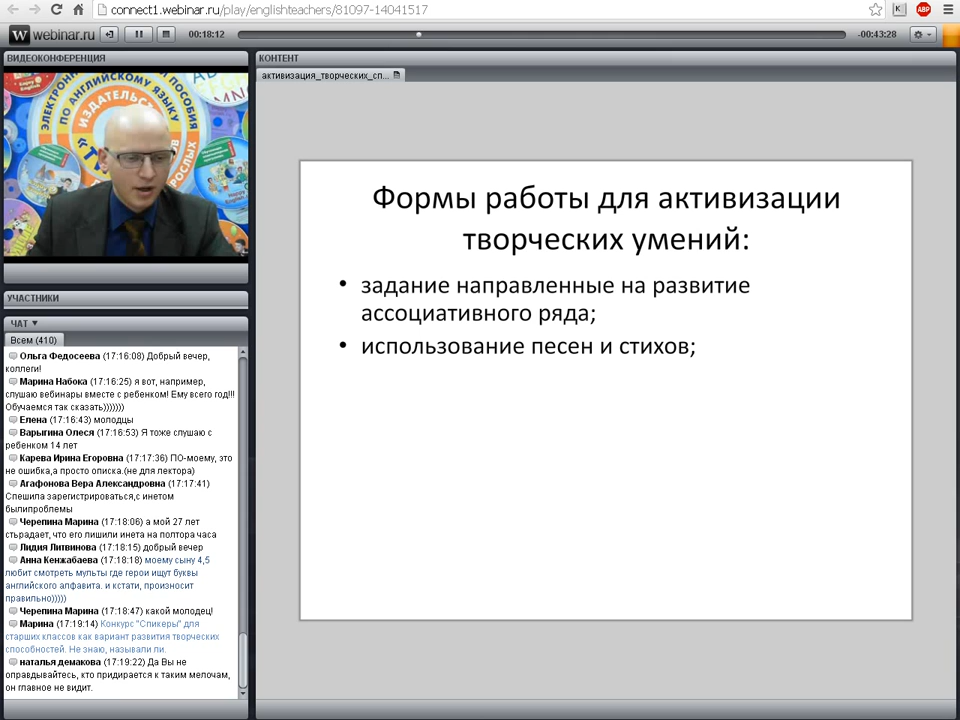 connect1.webinar.ru/play/englishteachers/81097-14041517
ABP
webinar.ru
00:18:12
-00:43:28
ВИДЕОКОНФЕРЕНЦИЯ
КОНТЕНТ
активизация_творческих_сп...
ЭЛЕКТРОННЫЕ
ПОСОБИЯ
ПО АНГЛИЙСКОМУ ЯЗЫКУ
ИЗДАТЕЛЬС
Формы работы для активизации
творческих умений:
• задание направленные на развитие
ассоциативного ряда;
• использование песен и стихов;
УЧАСТНИКИ
ЧАТ
Всем (410)
Ольга Федосеева (17:16:08) Добрый вечер,
коллеги!
Марина Набока (17:16:25) я вот, например,
слушаю вебинары вместе с ребенком! Ему всего год!!!
Обучаемся так сказать)))))))
Елена (17:16:43) молодцы
Варыгина Олеся (17:16:53) Я тоже слушаю с
ребенком 14 лет
Карева Ирина Егоровна (17:17:36) ПО-моему, это
не ошибка,а просто описка.(не для лектора)
Агафонова Вера Александровна (17:17:41)
Спешила зарегистрироваться,с инетом
былипроблемы
Черепина Марина (17:18:06) а мой 27 лет
стьрадает, что его лишили инета на полтора часа
Лидия Литвинова (17:18:15) добрый вечер
Анна Кенжабаева (17:18:18) моему сыну 4,5
любит смотреть мульты где герои ищут буквы
английского алфавита. и кстати, произносит
правильно)))))
Черепина Марина (17:18:47) какой молодец!
Марина (17:19:14) Конкурс "Спикеры" для
старших классов как вариант развития творческих
способностей. Не знаю, называли ли.
наталья демакова (17:19:22) Да Вы не
оправдывайтесь, кто придирается к таким мелочам,
он главное не видит.